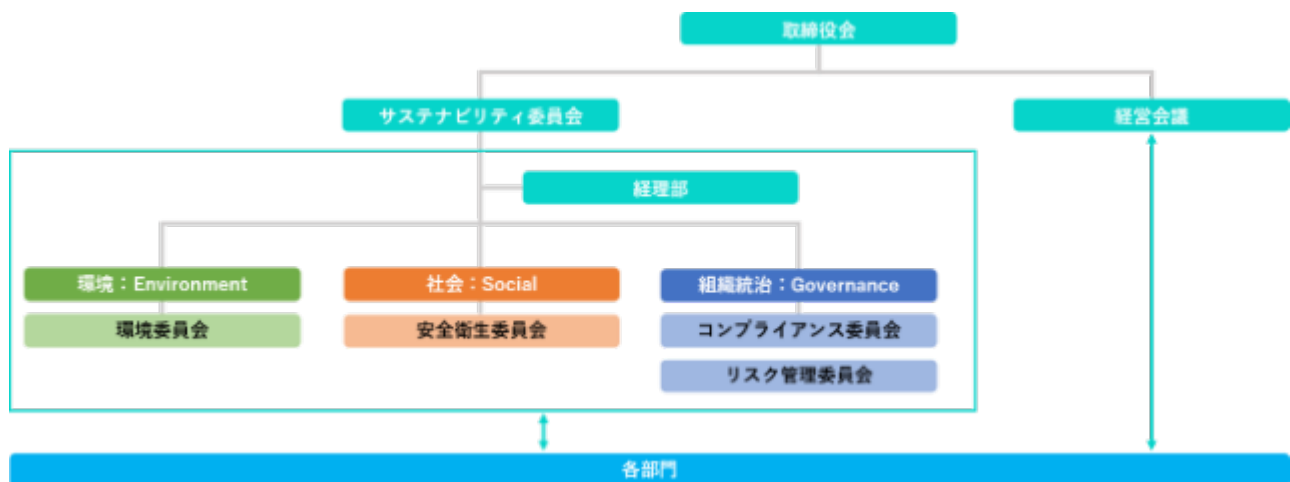 取締役会
サステナビリティ委員会
経営会議
経理部
環境：Environment
社会：Social
組織統治：Governance
環境委員会
安全衛生委員会
コンプライアンス委員会
リスク管理委員会
各部門